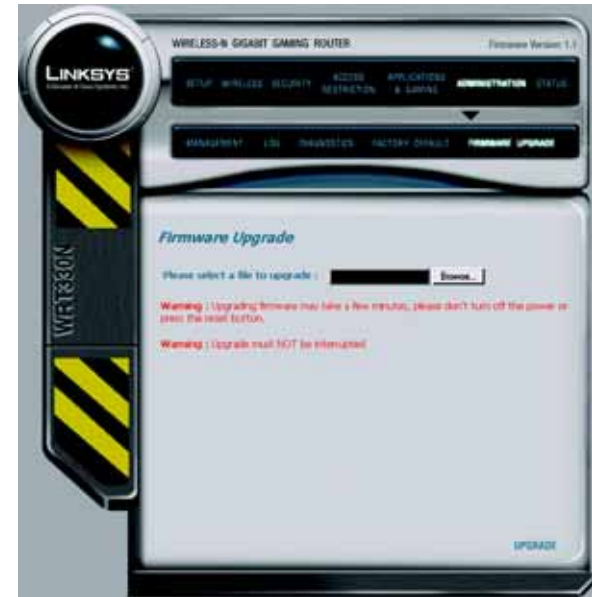 WIRELESS-N GIGABIT GAMING ROUTER
Firmware Version: 1.1
LINKSYS
SETUP WIRELESS SECURITY ACCESS RESTRICTION APPLICATIONS & GAMING ADMINISTRATION STATUS
MANAGEMENT LOG DIAGNOSTICS FACTORY DEFAULT FIRMWARE UPGRADE
WRT330N
Firmware Upgrade
Please select a file to upgrade : Browse...
Warning : Upgrading firmware may take a few minutes, please don't turn off the power or
press the reset button.
Warning : Upgrade must NOT be interrupted
UPGRADE